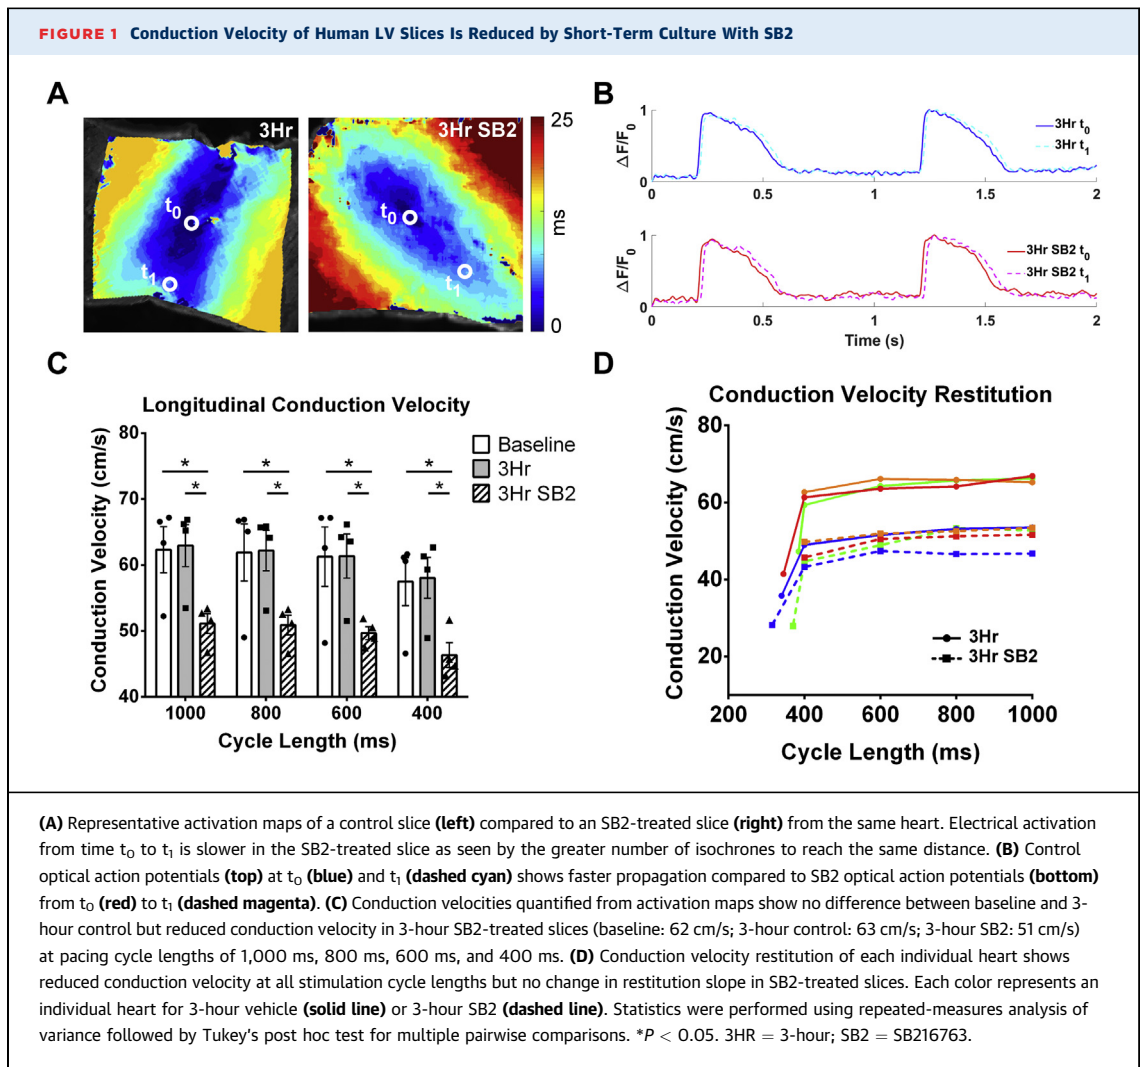 FIGURE 1 Conduction Velocity of Human LV Slices Is Reduced by Short-Term Culture With SB2
A
3Hr
t0
t1
3Hr SB2
t0
t1
25
ms
0
B
1
ΔF/F0
0
0
0.5
1
1.5
2
3Hr t0
3Hr t1
1
ΔF/F0
0
0
0.5
1
1.5
2
3Hr SB2 t0
3Hr SB2 t1
Time (s)
C
Longitudinal Conduction Velocity
Conduction Velocity (cm/s)
80
70
60
50
40
* * * *
* * * *
Baseline
3Hr
3Hr SB2
1000 800 600 400
Cycle Length (ms)
D
Conduction Velocity Restitution
Conduction Velocity (cm/s)
80
60
40
20
3Hr
3Hr SB2
200 400 600 800 1000
Cycle Length (ms)
(A) Representative activation maps of a control slice (left) compared to an SB2-treated slice (right) from the same heart. Electrical activation
from time t0 to t1 is slower in the SB2-treated slice as seen by the greater number of isochrones to reach the same distance. (B) Control
optical action potentials (top) at t0 (blue) and t1 (dashed cyan) shows faster propagation compared to SB2 optical action potentials (bottom)
from t0 (red) to t1 (dashed magenta). (C) Conduction velocities quantified from activation maps show no difference between baseline and 3-
hour control but reduced conduction velocity in 3-hour SB2-treated slices (baseline: 62 cm/s; 3-hour control: 63 cm/s; 3-hour SB2: 51 cm/s)
at pacing cycle lengths of 1,000 ms, 800 ms, 600 ms, and 400 ms. (D) Conduction velocity restitution of each individual heart shows
reduced conduction velocity at all stimulation cycle lengths but no change in restitution slope in SB2-treated slices. Each color represents an
individual heart for 3-hour vehicle (solid line) or 3-hour SB2 (dashed line). Statistics were performed using repeated-measures analysis of
variance followed by Tukey's post hoc test for multiple pairwise comparisons. *P < 0.05. 3HR = 3-hour; SB2 = SB216763.